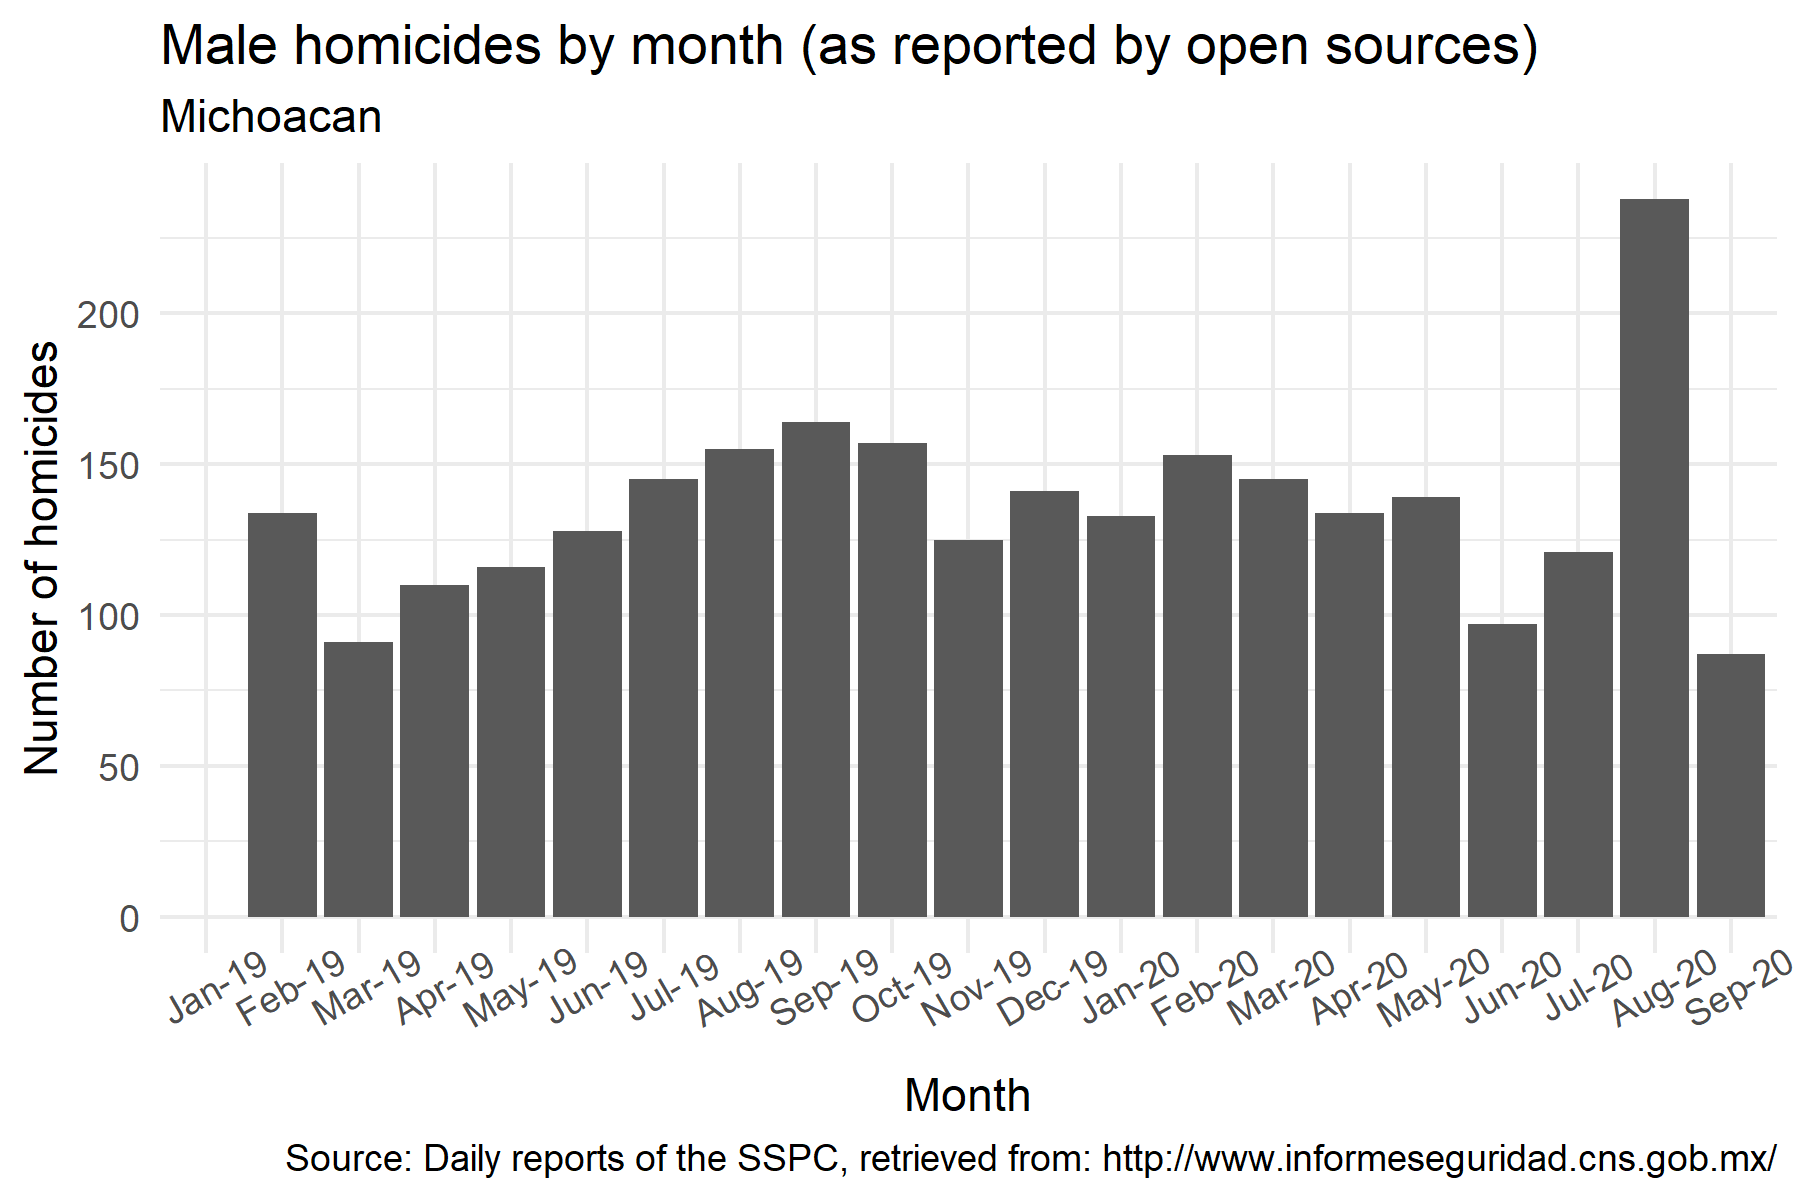 Male homicides by month (as reported by open sources)
Michoacan
Number of homicides
200
150
100
50
0
Jan-19
Feb-19
Mar-19
Apr-19
May-19
Jun-19
Jul-19
Aug-19
Sep-19
Oct-19
Nov-19
Dec-19
Jan-20
Feb-20
Mar-20
Apr-20
May-20
Jun-20
Jul-20
Aug-20
Sep-20
Month
Source: Daily reports of the SSPC, retrieved from: http://www.informeseguridad.cns.gob.mx/